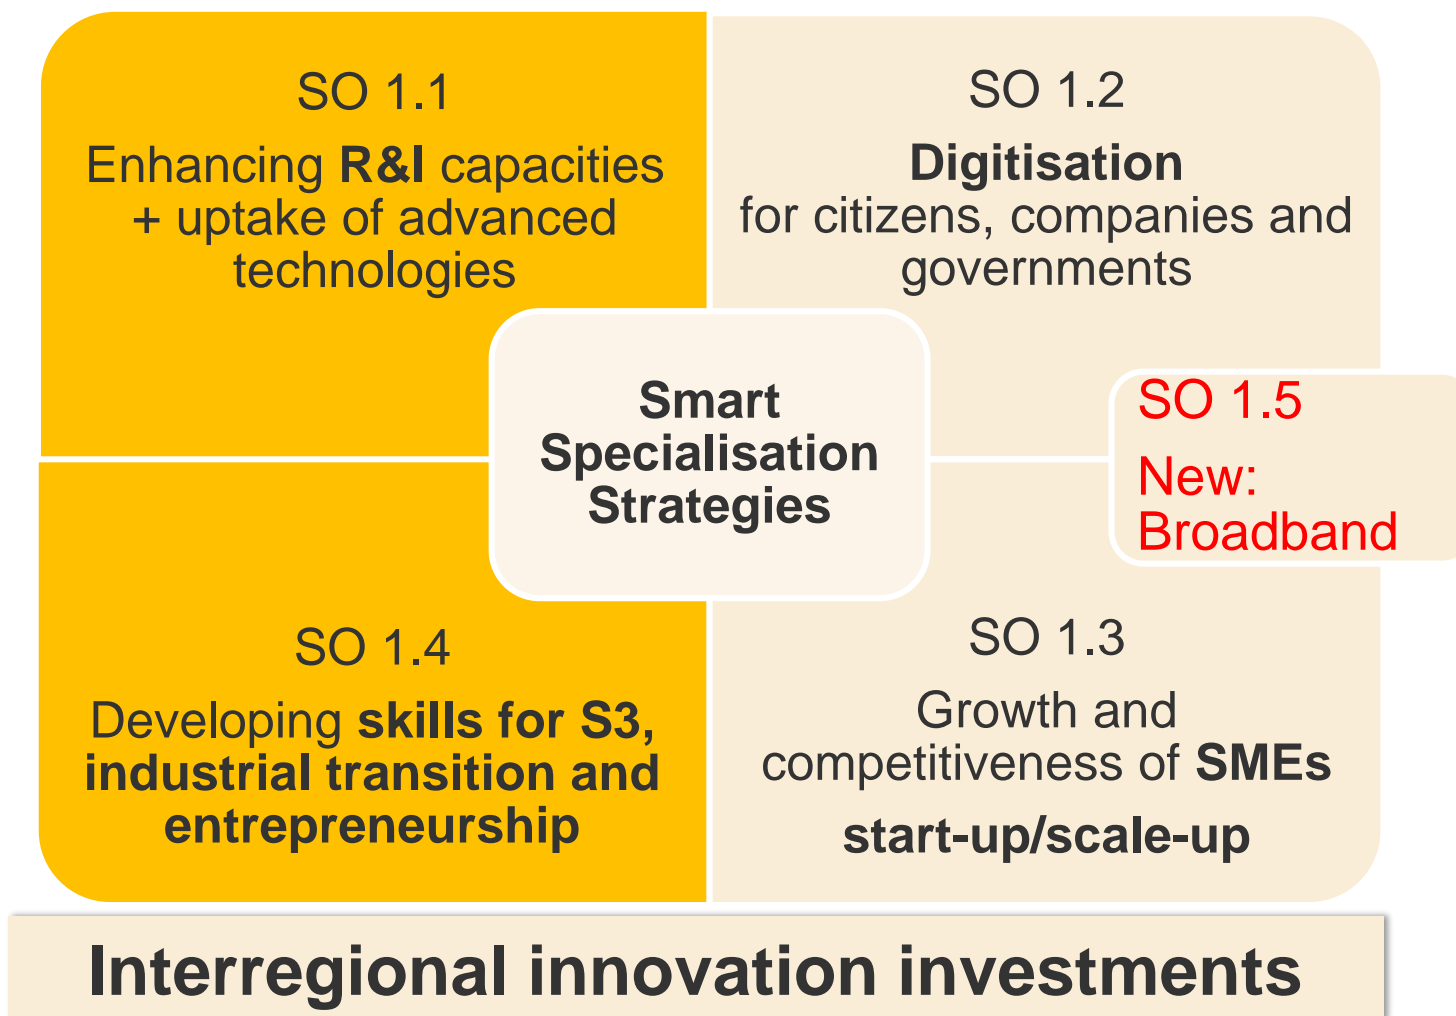 SO 1.1
Enhancing R&I capacities
+ uptake of advanced
technologies
SO 1.2
Digitisation
for citizens, companies and
governments
Smart
Specialisation
Strategies
SO 1.5
New:
Broadband
SO 1.4
Developing skills for S3,
industrial transition and
entrepreneurship
SO 1.3
Growth and
competitiveness of SMEs
start-up/scale-up
Interregional innovation investments